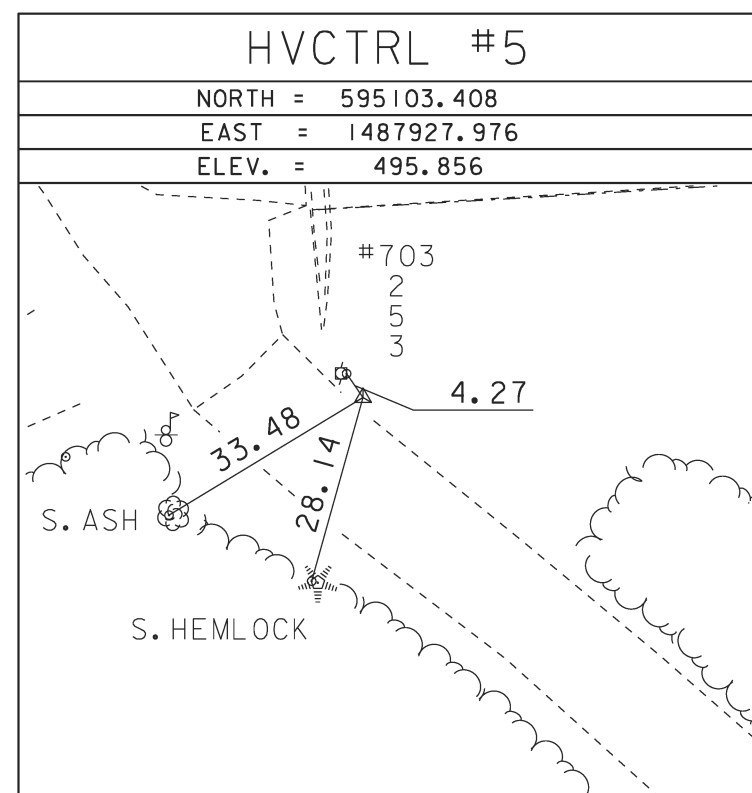 HVCTRL #5
NORTH = 595103.408
EAST = 1487927.976
ELEV. = 495.856
#703
2
5
3
4.27
33.48
28.14
S. ASH
S. HEMLOCK